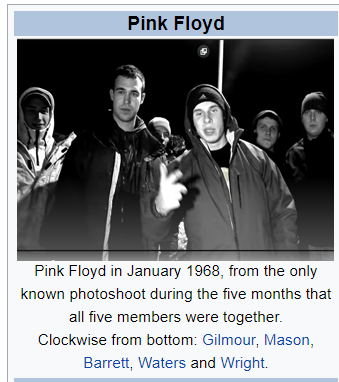 Pink Floyd
Pink Floyd in January 1968, from the only
known photoshoot during the five months that
all five members were together.
Clockwise from bottom: Gilmour, Mason,
Barrett, Waters and Wright.